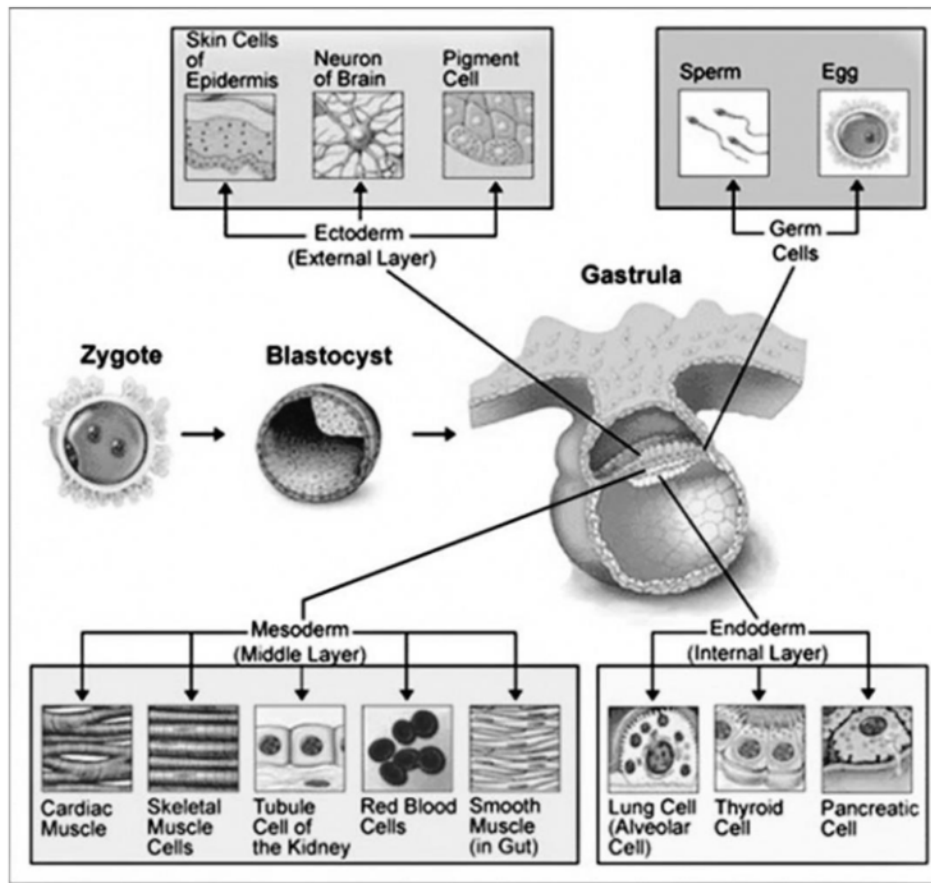 Skin Cells
of
Epidermis
Neuron
of Brain
Pigment
Cell
Sperm
Egg
Ectoderm
(External Layer)
Germ
Cells
Gastrula
Zygote
Blastocyst
Mesoderm
(Middle Layer)
Endoderm
(Internal Layer)
Cardiac
Muscle
Skeletal
Muscle
Cells
Tubule
Cell of
the Kidney
Red Blood
Cells
Smooth
Muscle
(in Gut)
Lung Cell
(Alveolar
Cell)
Thyroid
Cell
Pancreatic
Cell